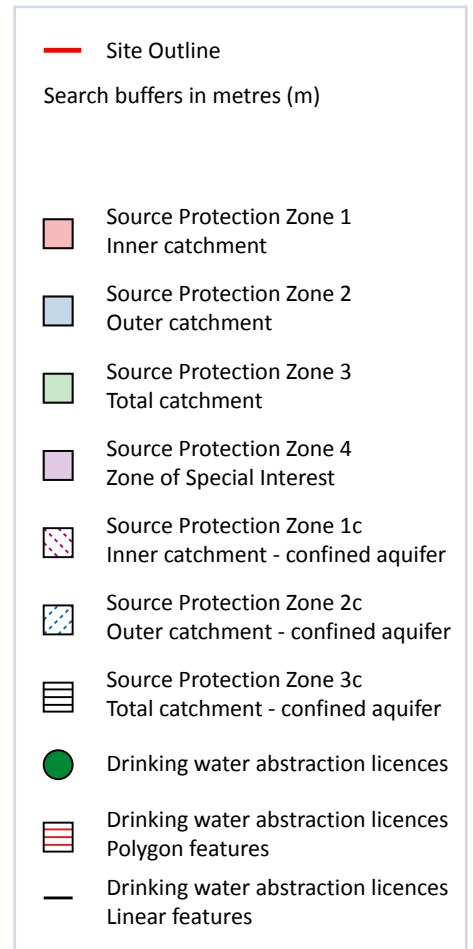 Site Outline
Search buffers in metres (m)
Source Protection Zone 1
Inner catchment
Source Protection Zone 2
Outer catchment
Source Protection Zone 3
Total catchment
Source Protection Zone 4
Zone of Special Interest
Source Protection Zone 1c
Inner catchment - confined aquifer
Source Protection Zone 2c
Outer catchment - confined aquifer
Source Protection Zone 3c
Total catchment - confined aquifer
Drinking water abstraction licences
Drinking water abstraction licences
Polygon features
Drinking water abstraction licences
Linear features